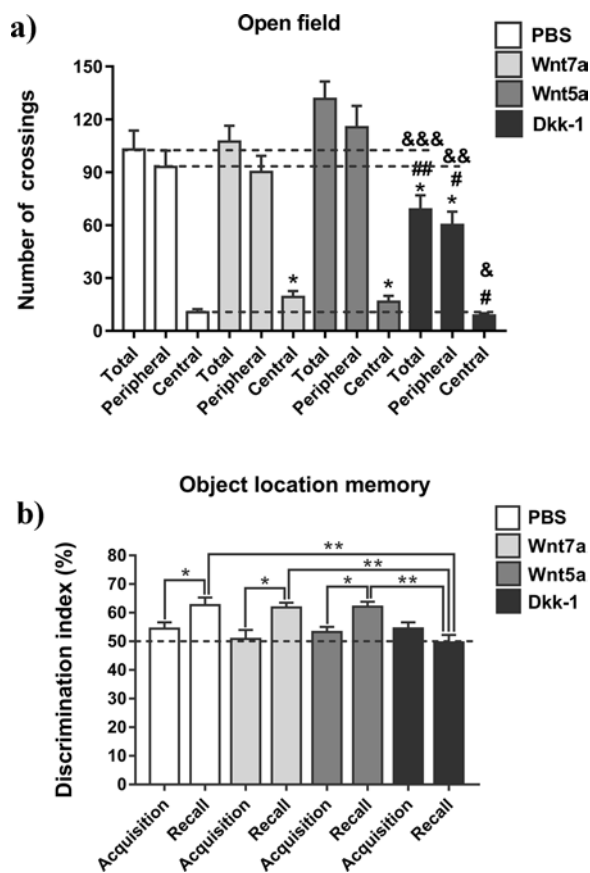 a)
Open field
PBS
Wnt7a
Wnt5a
Dkk-1
Number of crossings
150
120
90
60
30
0
*
*
&&&
##
*
&&
#
*
&
#
Total
Peripheral
Central
Total
Peripheral
Central
Total
Peripheral
Central
Total
Peripheral
Central
b)
Object location memory
PBS
Wnt7a
Wnt5a
Dkk-1
Discrimination index (%)
80
70
60
50
40
30
20
10
0
**
**
*
*
*
**
Acquisition
Recall
Acquisition
Recall
Acquisition
Recall
Acquisition
Recall